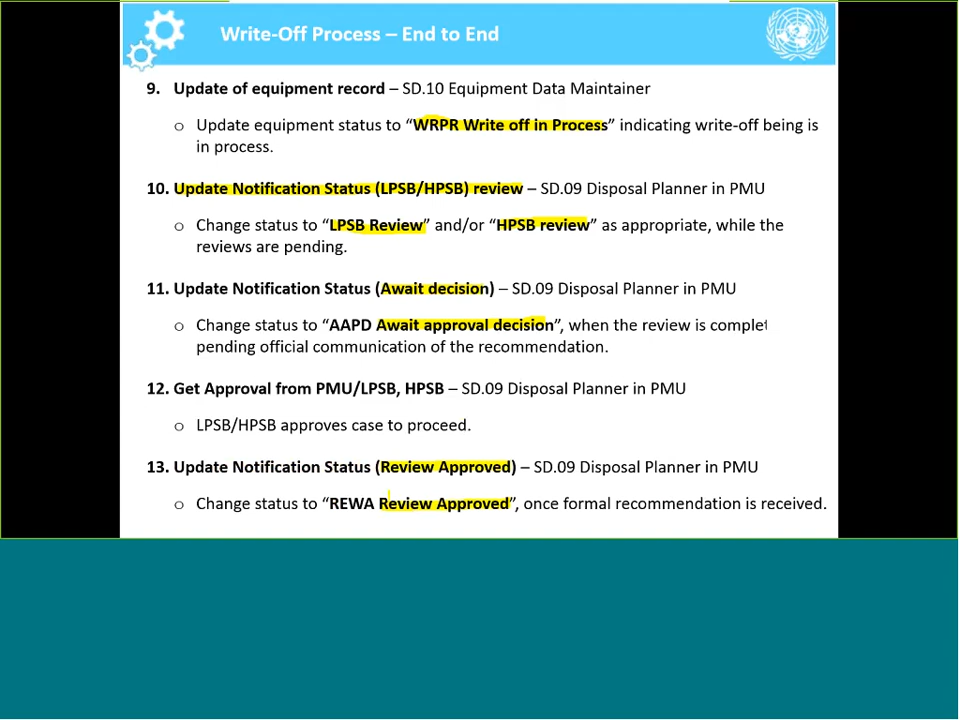 Write-Off Process – End to End
9. Update of equipment record – SD.10 Equipment Data Maintainer
o Update equipment status to “WRPR Write off in Process” indicating write-off being is
in process.
10. Update Notification Status (LPSB/HPSB) review – SD.09 Disposal Planner in PMU
o Change status to “LPSB Review” and/or “HPSB review” as appropriate, while the
reviews are pending.
11. Update Notification Status (Await decision) – SD.09 Disposal Planner in PMU
o Change status to “AAPD Await approval decision”, when the review is complet
pending official communication of the recommendation.
12. Get Approval from PMU/LPSB, HPSB – SD.09 Disposal Planner in PMU
o LPSB/HPSB approves case to proceed.
13. Update Notification Status (Review Approved) – SD.09 Disposal Planner in PMU
o Change status to “REWA Review Approved”, once formal recommendation is received.